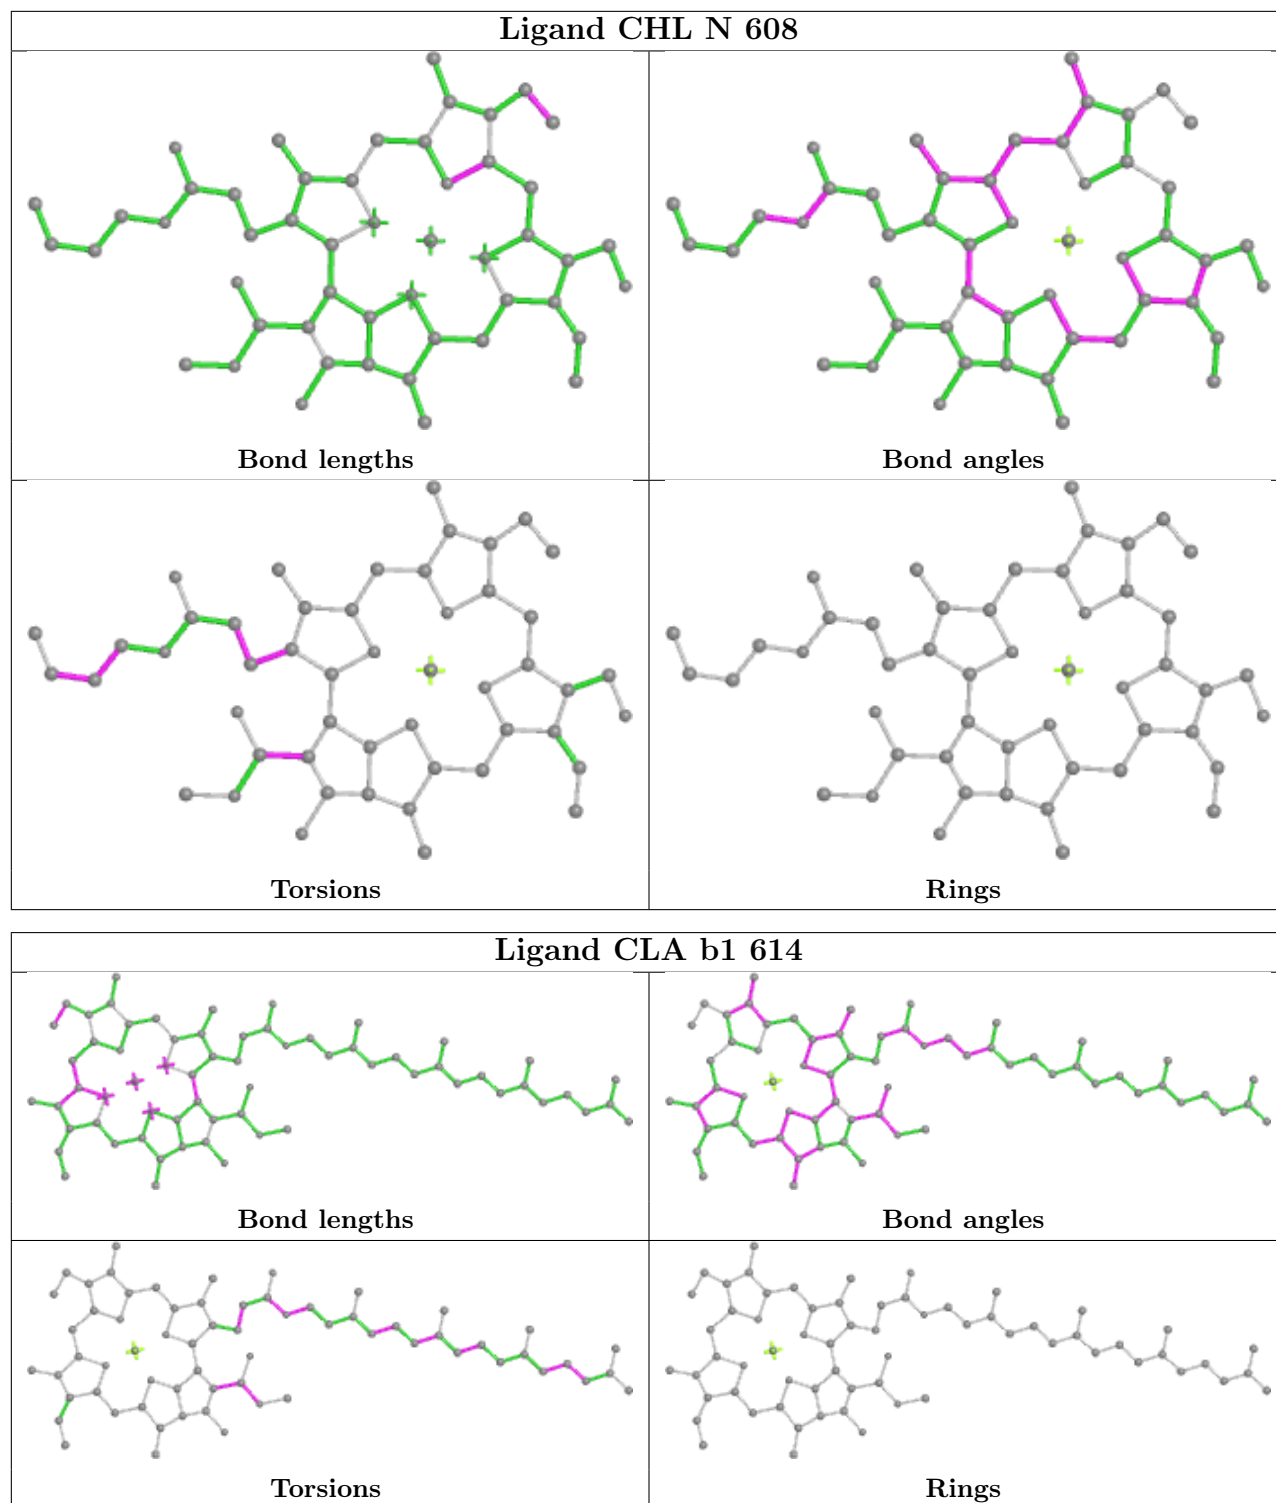 Ligand CHL N 608
Bond lengths
Bond angles
Torsions
Rings
Ligand CLA b1 614
Bond lengths
Bond angles
Torsions
Rings